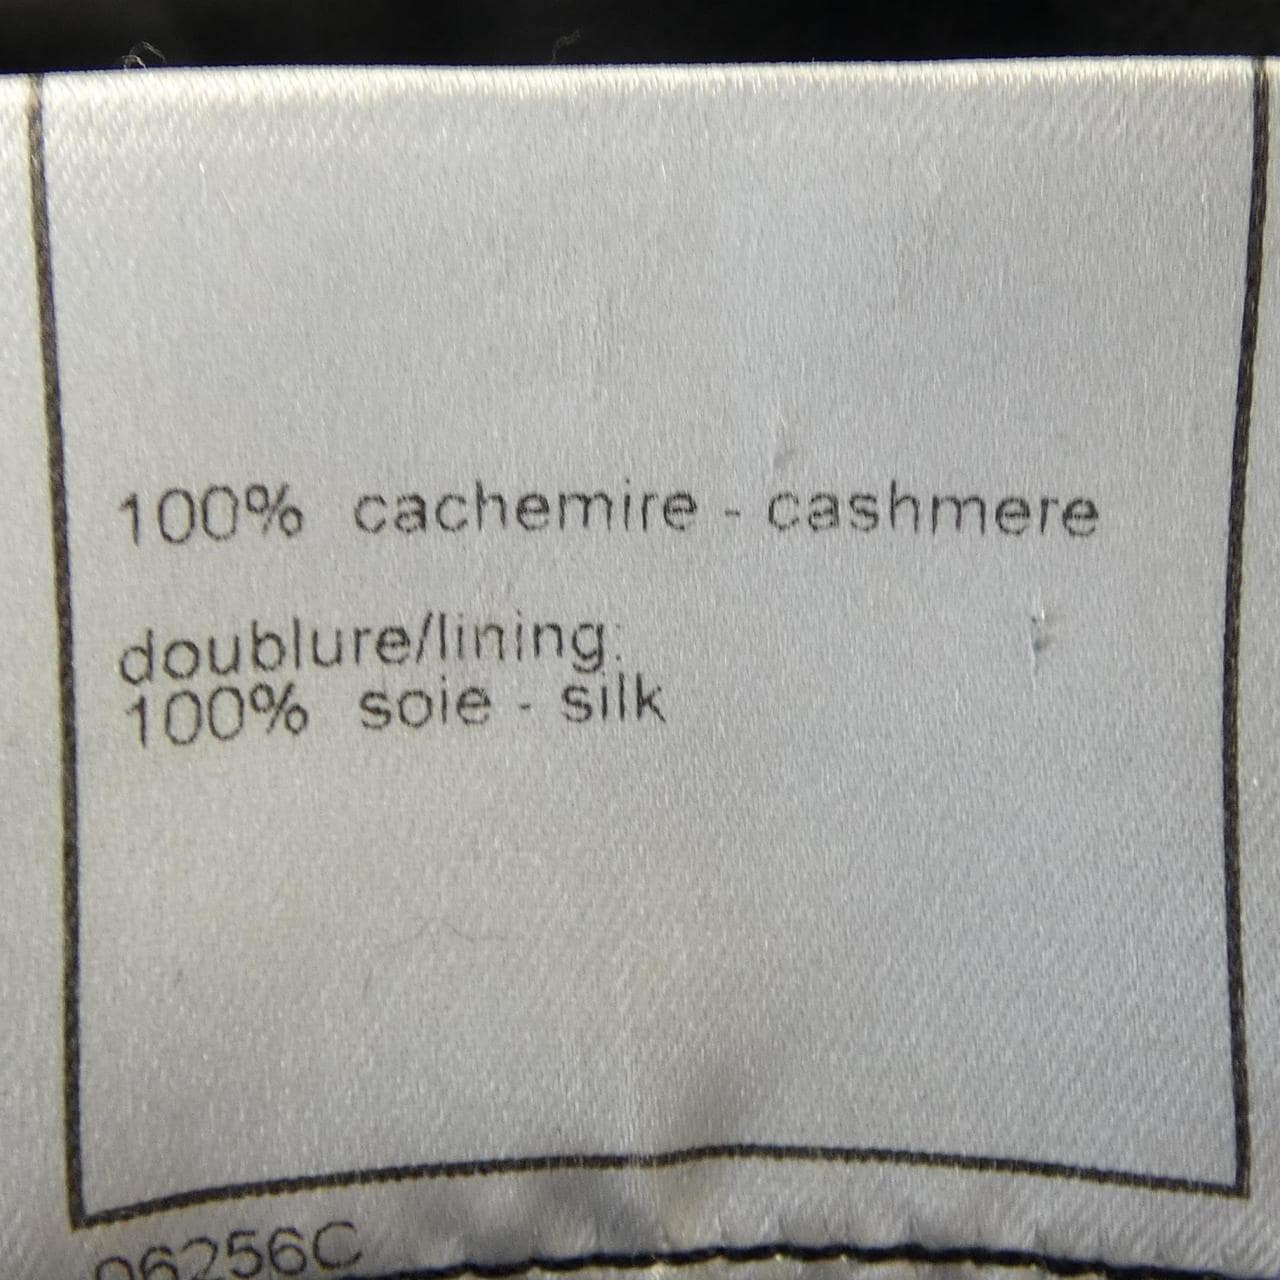 100% cachemire - cashmere
doublure/lining:
100% soie - silk
06256C